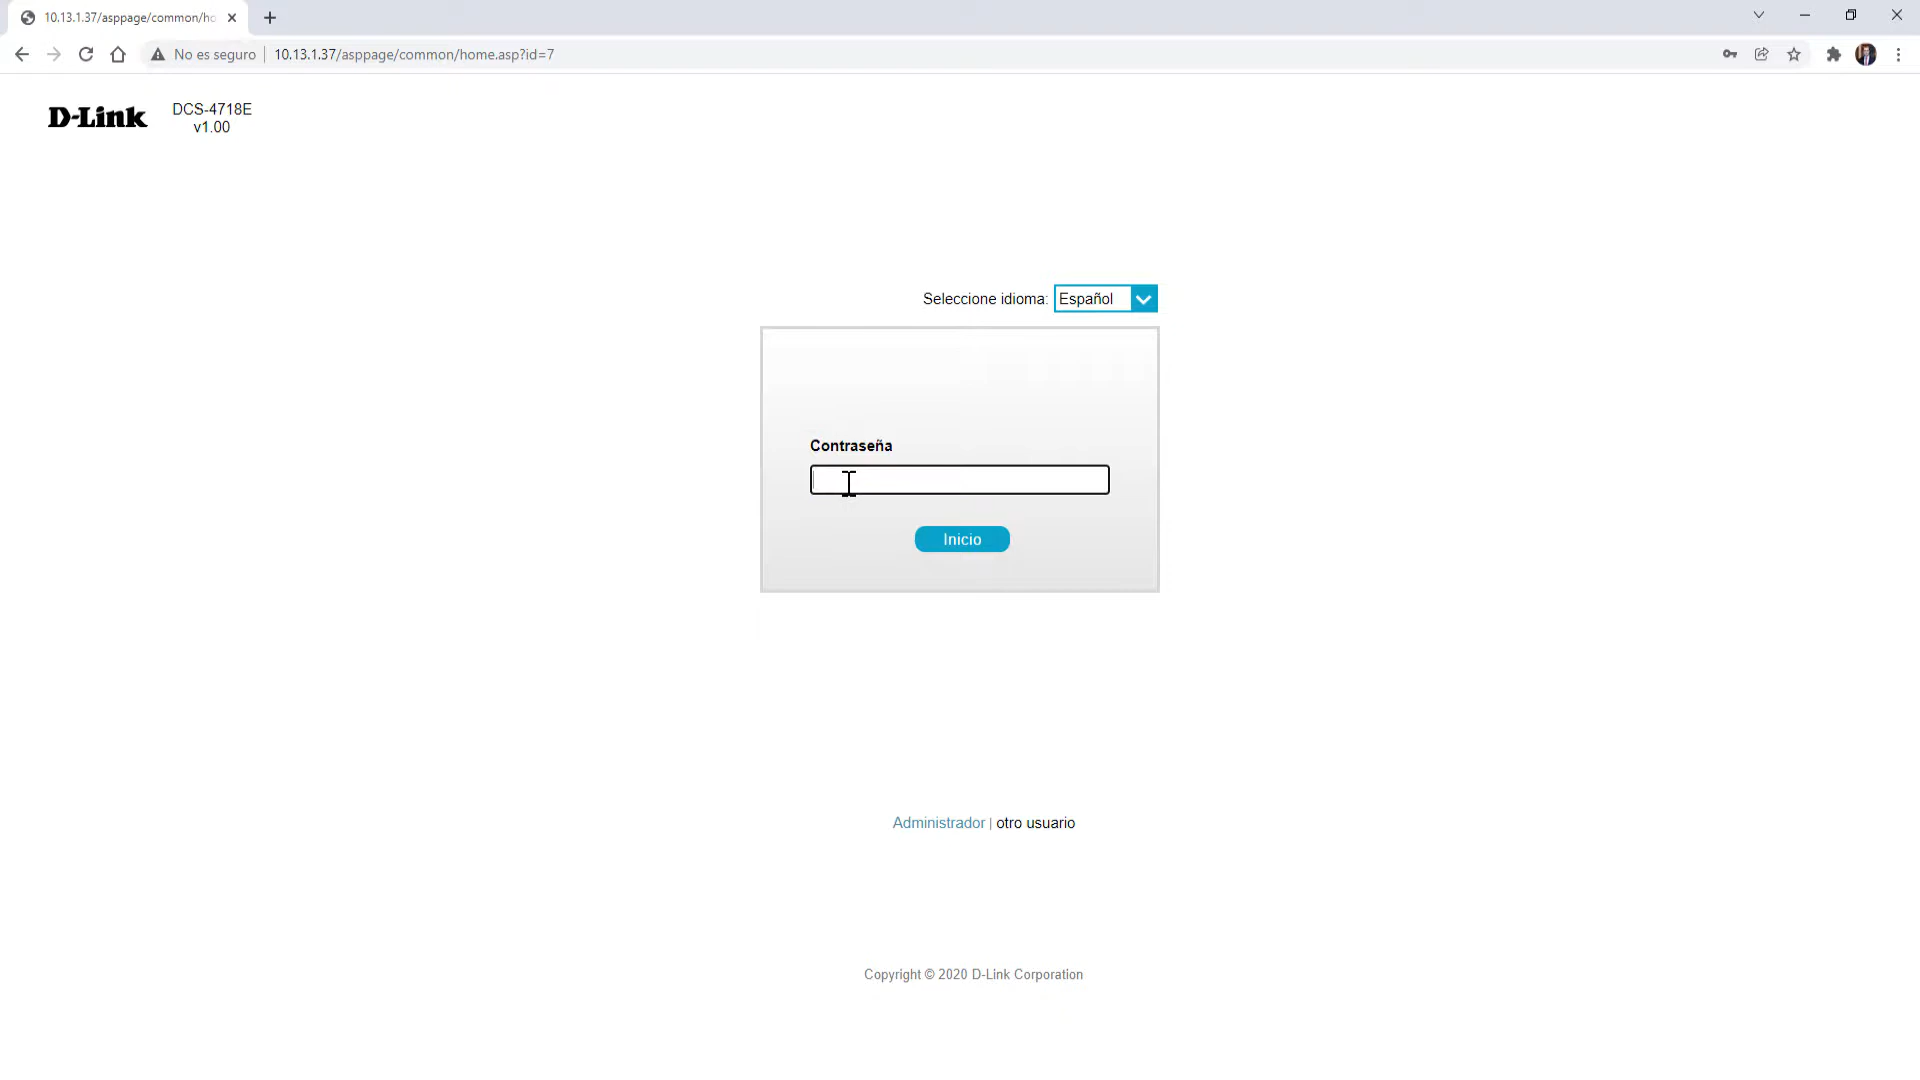 10.13.1.37/asppage/common/ho
No es seguro
10.13.1.37/asppage/common/home.asp?id=7
D-Link
DCS-4718E
v1.00
Seleccione idioma: Español
Contraseña
Inicio
Administrador | otro usuario
Copyright © 2020 D-Link Corporation